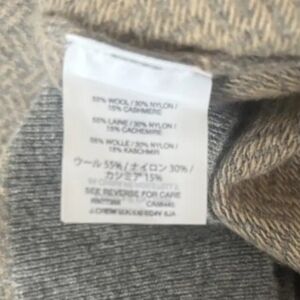 55% WOOL / 30% NYLON /
15% CASHMERE
55% LAINE / 30% NYLON /
15% CACHEMIRE
55% WOLLE / 30% NYLON /
15% KASCHMIR
ウール 55% / ナイロン 30% /
カシミア 15%
SEE REVERSE FOR CARE